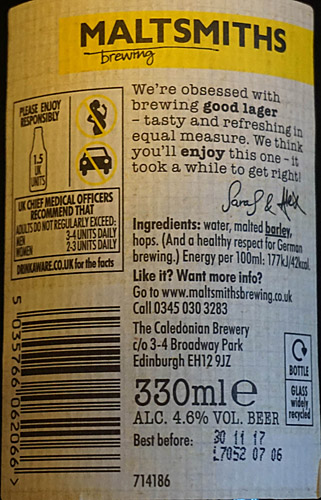 MALTSMITHS
brewing
We're obsessed with
brewing good lager
- tasty and refreshing in
equal measure. We think
you'll enjoy this one - it
took a while to get right!
Sara & Alex
PLEASE ENJOY
RESPONSIBLY
1.5
UK
UNITS
UK CHIEF MEDICAL OFFICERS
RECOMMEND THAT
ADULTS DO NOT REGULARLY EXCEED:
MEN 3-4 UNITS DAILY
WOMEN 2-3 UNITS DAILY
DRINKAWARE.CO.UK for the facts
Ingredients: water, malted barley,
hops. (And a healthy respect for German
brewing.) Energy per 100ml: 177kJ/42kcal.
Like it? Want more info?
Go to www.maltsmithsbrewing.co.uk
Call 0345 030 3283
The Caledonian Brewery
c/o 3-4 Broadway Park
Edinburgh EH12 9JZ
330ml e
ALC. 4.6% VOL. BEER
Best before: 30 11 17
L7052 07 06
714186
BOTTLE
GLASS
widely
recycled
5 035766 062066 >